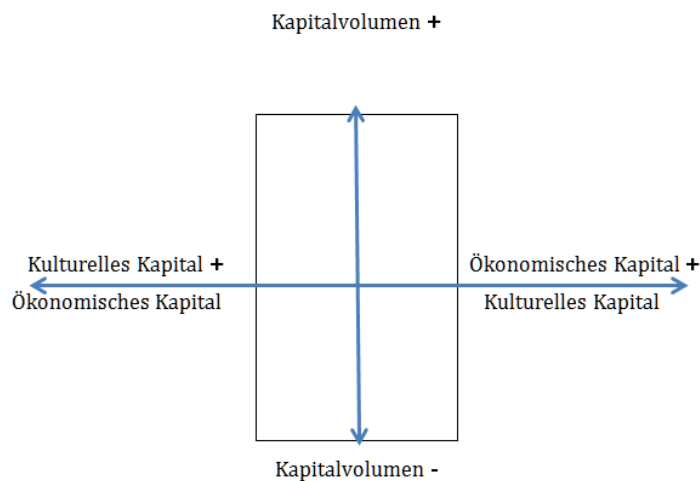 Kapitalvolumen +
Kulturelles Kapital +
Ökonomisches Kapital +
Ökonomisches Kapital
Kulturelles Kapital
Kapitalvolumen -